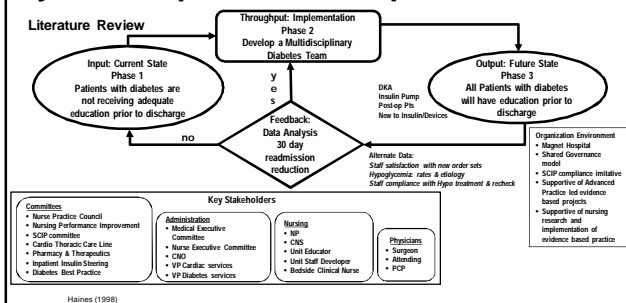 Literature Review
Throughput: Implementation
Phase 2
Develop a Multidisciplinary
Diabetes Team
Input: Current State
Phase 1
Patients with diabetes are
not receiving adequate
education prior to discharge
Output: Future State
Phase 3
All Patients with diabetes
will have education prior to
discharge
y
e
s
DKA
Insulin Pump
Post-op Pts
New to Insulin/Devices
no
Feedback:
Data Analysis
30 day
readmission
reduction
Alternate Data:
Staff satisfaction with new order sets
Hypoglycemia: rates & etiology
Staff compliance with Hypo treatment & recheck
Organization Environment
• Magnet Hospital
• Shared Governance
model
• SCIP compliance imitative
• Supportive of Advanced
Practice led evidence
based projects
• Supportive of nursing
research and
implementation of
evidence based practice
Key Stakeholders
Committees
• Nurse Practice Council
• Nursing Performance Improvement
• SCIP committee
• Cardio Thoracic Care Line
• Pharmacy & Therapeutics
• Inpatient Insulin Steering
• Diabetes Best Practice
Administration
• Medical Executive
Committee
• Nurse Executive Committee
• CNO
• VP Cardiac services
• VP Diabetes services
Nursing
• NP
• CNS
• Unit Educator
• Unit Staff Developer
• Bedside Clinical Nurse
Physicians
• Surgeon
• Attending
• PCP
Haines (1998)